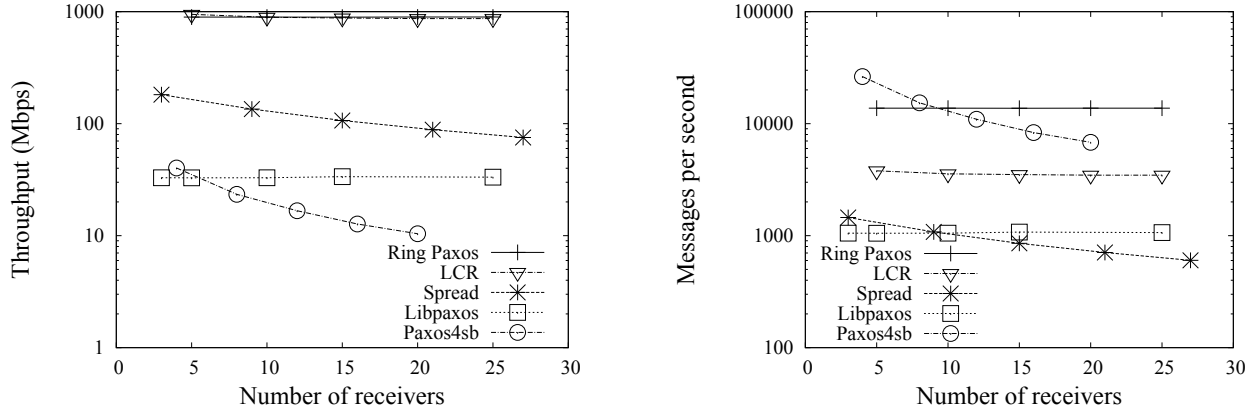 1000
100
10
1
0 5 10 15 20 25 30
Throughput (Mbps)
Number of receivers
Ring Paxos
LCR
Spread
Libpaxos
Paxos4sb
100000
10000
1000
100
0 5 10 15 20 25 30
Messages per second
Number of receivers
Ring Paxos
LCR
Spread
Libpaxos
Paxos4sb